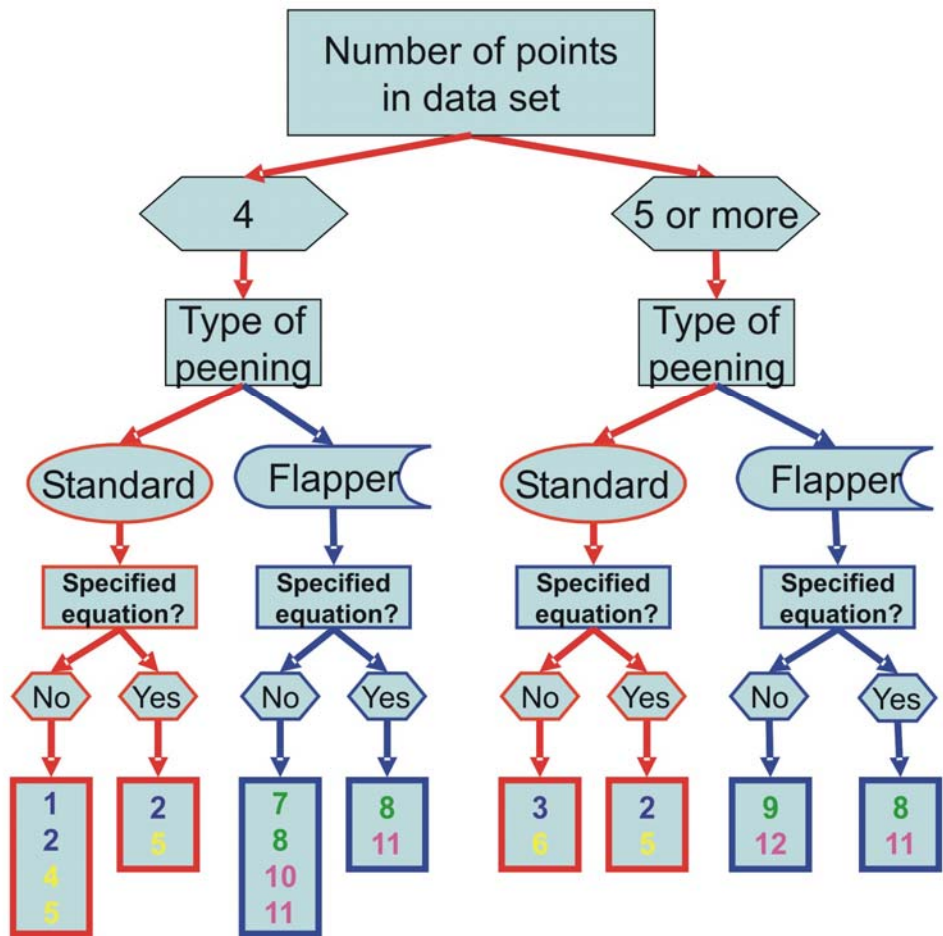 Number of points
in data set
4
5 or more
Type of
peening
Type of
peening
Standard
Flapper
Standard
Flapper
Specified
equation?
Specified
equation?
Specified
equation?
Specified
equation?
No
Yes
No
Yes
No
Yes
No
Yes
1
2
4
5
2
5
7
8
10
11
8
11
3
6
2
5
9
12
8
11